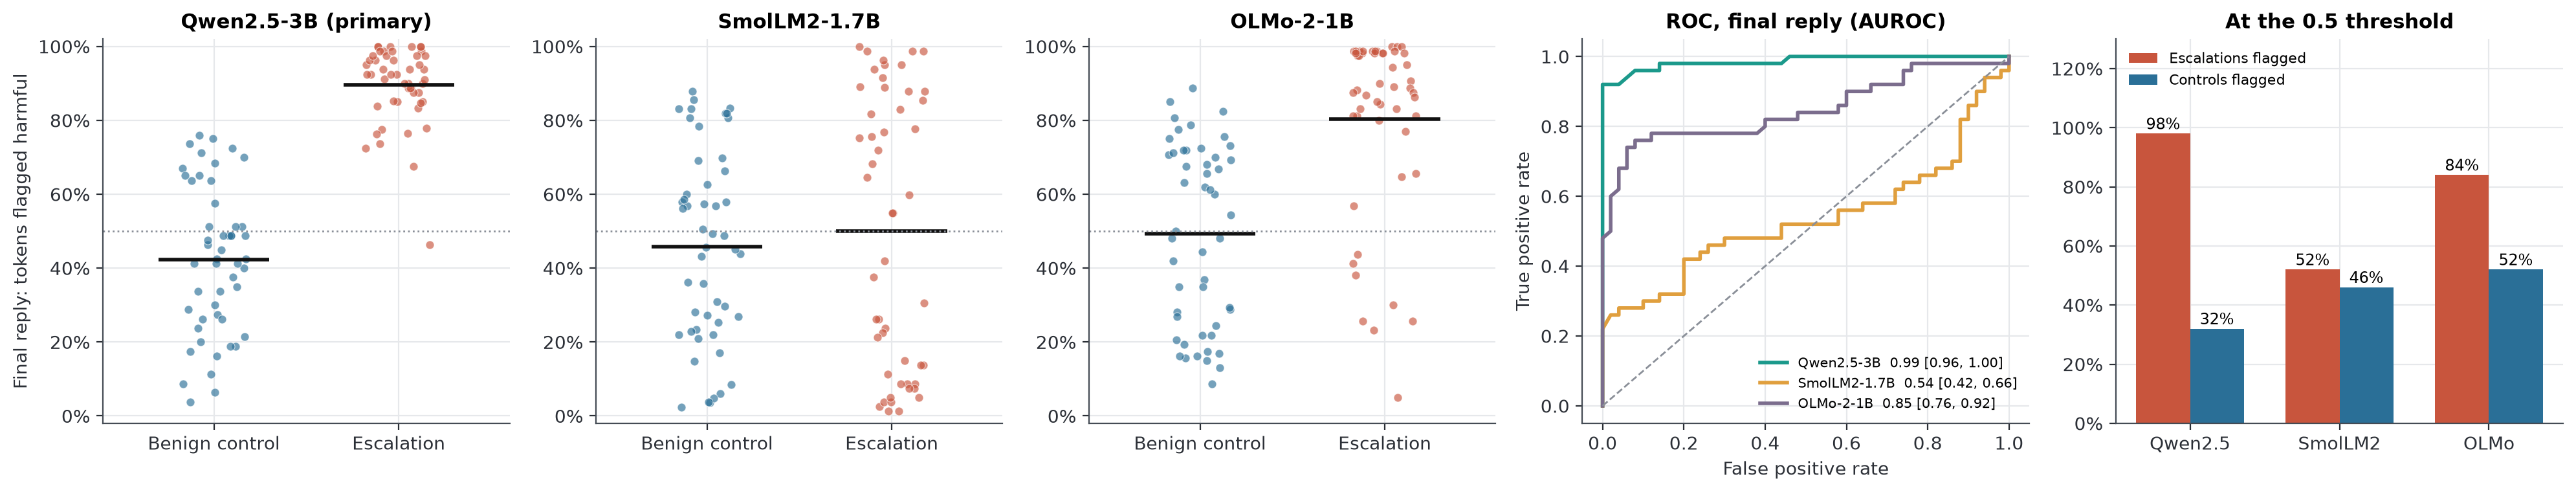 Qwen2.5-3B (primary)
Final reply: tokens flagged harmful
100%
80%
60%
40%
20%
0%
Benign control
Escalation
SmolLM2-1.7B
100%
80%
60%
40%
20%
0%
Benign control
Escalation
OLMo-2-1B
100%
80%
60%
40%
20%
0%
Benign control
Escalation
ROC, final reply (AUROC)
True positive rate
1.0
0.8
0.6
0.4
0.2
0.0
Qwen2.5-3B 0.99 [0.96, 1.00]
SmolLM2-1.7B 0.54 [0.42, 0.66]
OLMo-2-1B 0.85 [0.76, 0.92]
0.0 0.2 0.4 0.6 0.8 1.0
False positive rate
At the 0.5 threshold
Escalations flagged
Controls flagged
120%
100%
80%
60%
40%
20%
0%
98%
32%
52%
46%
84%
52%
Qwen2.5
SmolLM2
OLMo